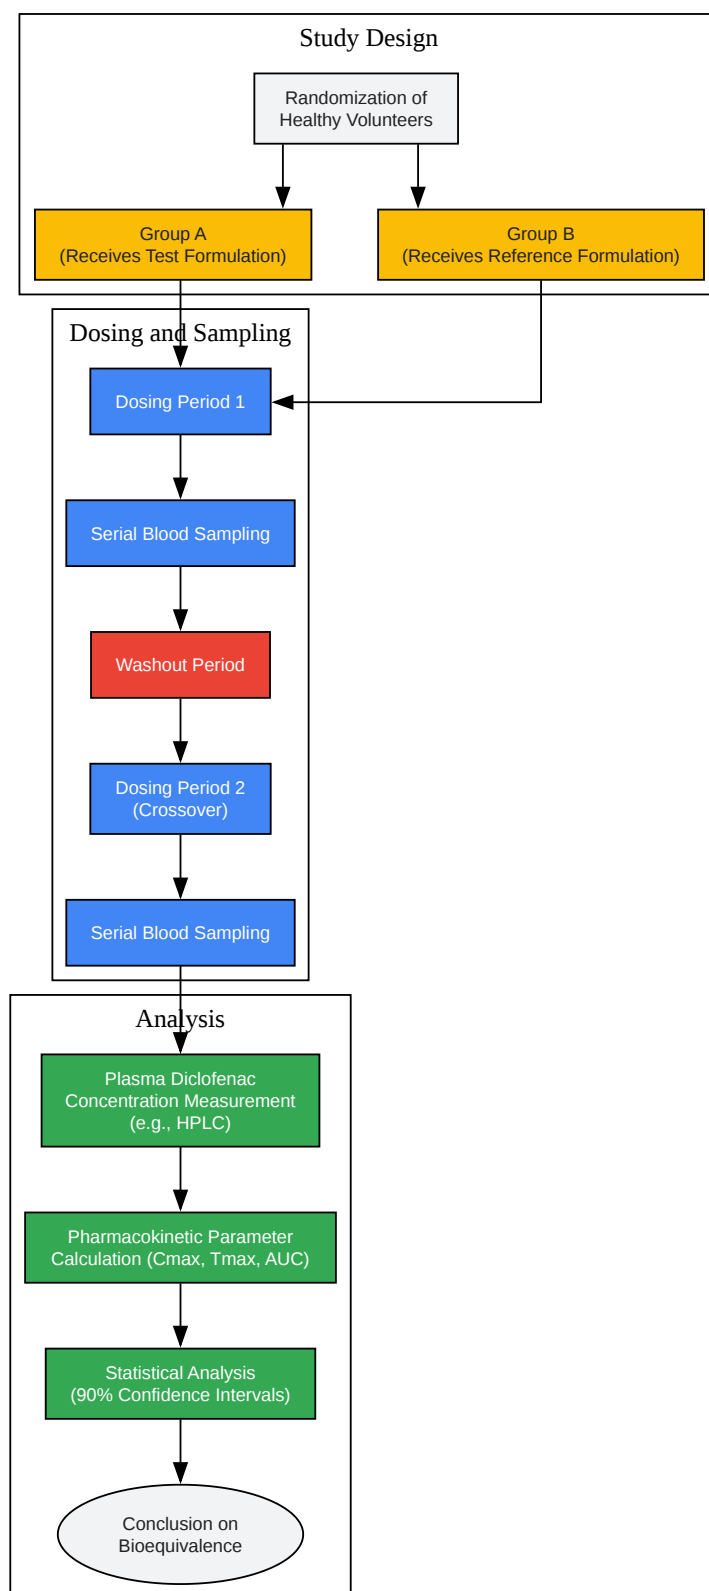 Study Design
Randomization of
Healthy Volunteers
Group A
(Receives Test Formulation)
Group B
(Receives Reference Formulation)
Dosing and Sampling
Dosing Period 1
Serial Blood Sampling
Washout Period
Dosing Period 2
(Crossover)
Serial Blood Sampling
Analysis
Plasma Diclofenac
Concentration Measurement
(e.g., HPLC)
Pharmacokinetic Parameter
Calculation (Cmax, Tmax, AUC)
Statistical Analysis
(90% Confidence Intervals)
Conclusion on
Bioequivalence